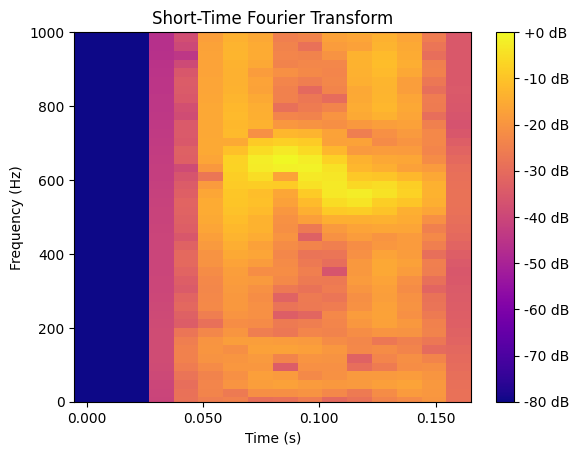 Short-Time Fourier Transform
1000
800
600
400
200
0
Frequency (Hz)
0.000
0.050
0.100
0.150
Time (s)
+0 dB
-10 dB
-20 dB
-30 dB
-40 dB
-50 dB
-60 dB
-70 dB
-80 dB